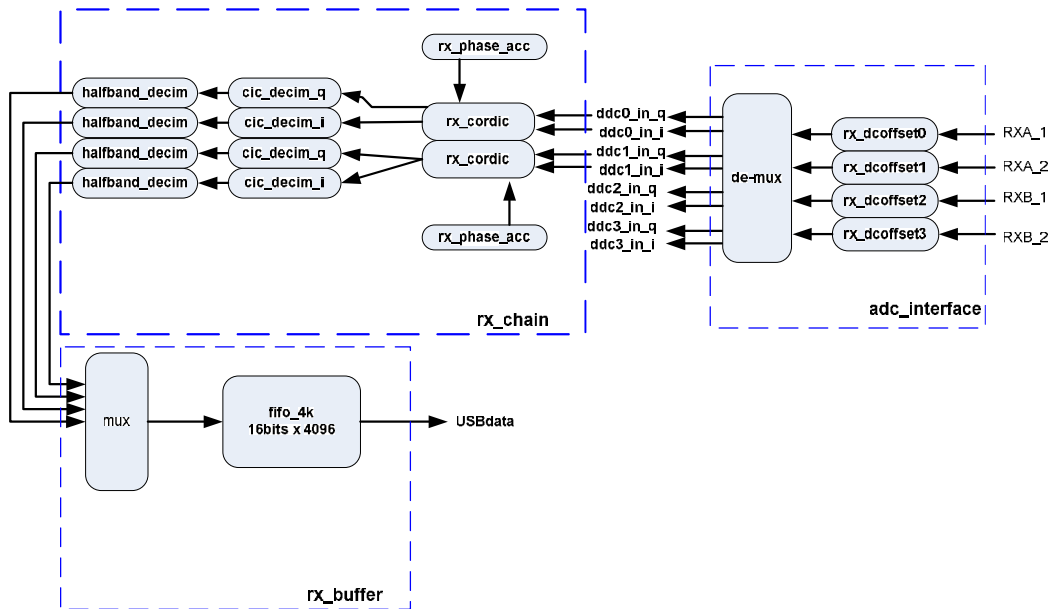 rx_phase_acc
halfband_decim
cic_decim_q
halfband_decim
cic_decim_i
halfband_decim
cic_decim_q
halfband_decim
cic_decim_i
rx_cordic
rx_cordic
rx_phase_acc
rx_chain
ddc0_in_q
ddc0_in_i
ddc1_in_q
ddc1_in_i
ddc2_in_q
ddc2_in_i
ddc3_in_q
ddc3_in_i
de-mux
rx_dcoffset0
RXA_1
rx_dcoffset1
RXA_2
rx_dcoffset2
RXB_1
rx_dcoffset3
RXB_2
adc_interface
mux
fifo_4k
16bits x 4096
USBdata
rx_buffer